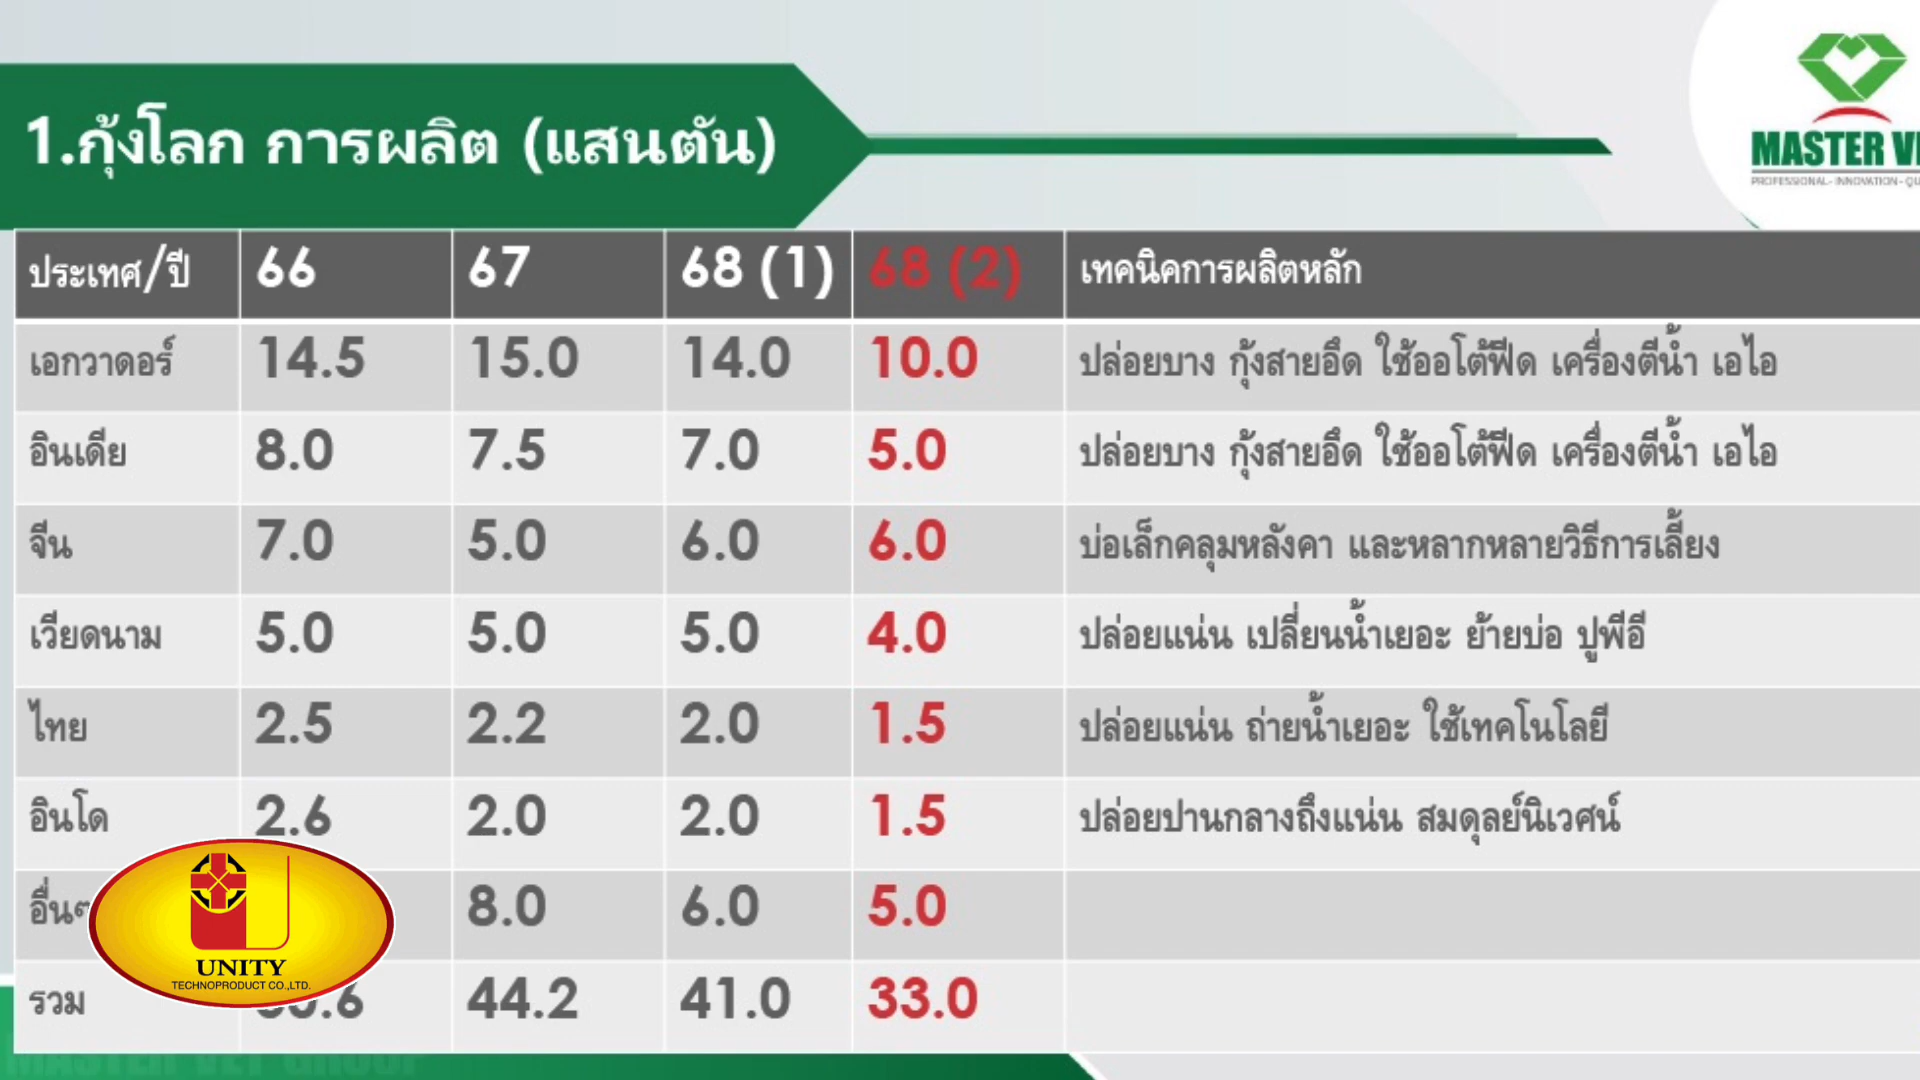 1.กุ้งโลก การผลิต (แสนตัน)
MASTER
PROFESSIONAL- INNOVATION-
ประเทศ/ปี 66 67 68 (1) 68 (2) เทคนิคการผลิตหลัก
เอกวาดอร์ 14.5 15.0 14.0 10.0 ปล่อยบาง กุ้งสายอึด ใช้ออโต้ฟีด เครื่องตีน้ำ เอไอ
อินเดีย 8.0 7.5 7.0 5.0 ปล่อยบาง กุ้งสายอึด ใช้ออโต้ฟีด เครื่องตีน้ำ เอไอ
จีน 7.0 5.0 6.0 6.0 บ่อเล็กคลุมหลังคา และหลากหลายวิธีการเลี้ยง
เวียดนาม 5.0 5.0 5.0 4.0 ปล่อยแน่น เปลี่ยนน้ำเยอะ ย้ายบ่อ ปูพีอี
ไทย 2.5 2.2 2.0 1.5 ปล่อยแน่น ถ่ายน้ำเยอะ ใช้เทคโนโลยี
อินโด 2.6 2.0 2.0 1.5 ปล่อยปานกลางถึงแน่น สมดุลย์นิเวศน์
อื่นๆ 8.0 6.0 5.0
รวม 44.2 41.0 33.0
UNITY
TECHNOPRODUCT CO.,LTD.
MASTER VET GROUP